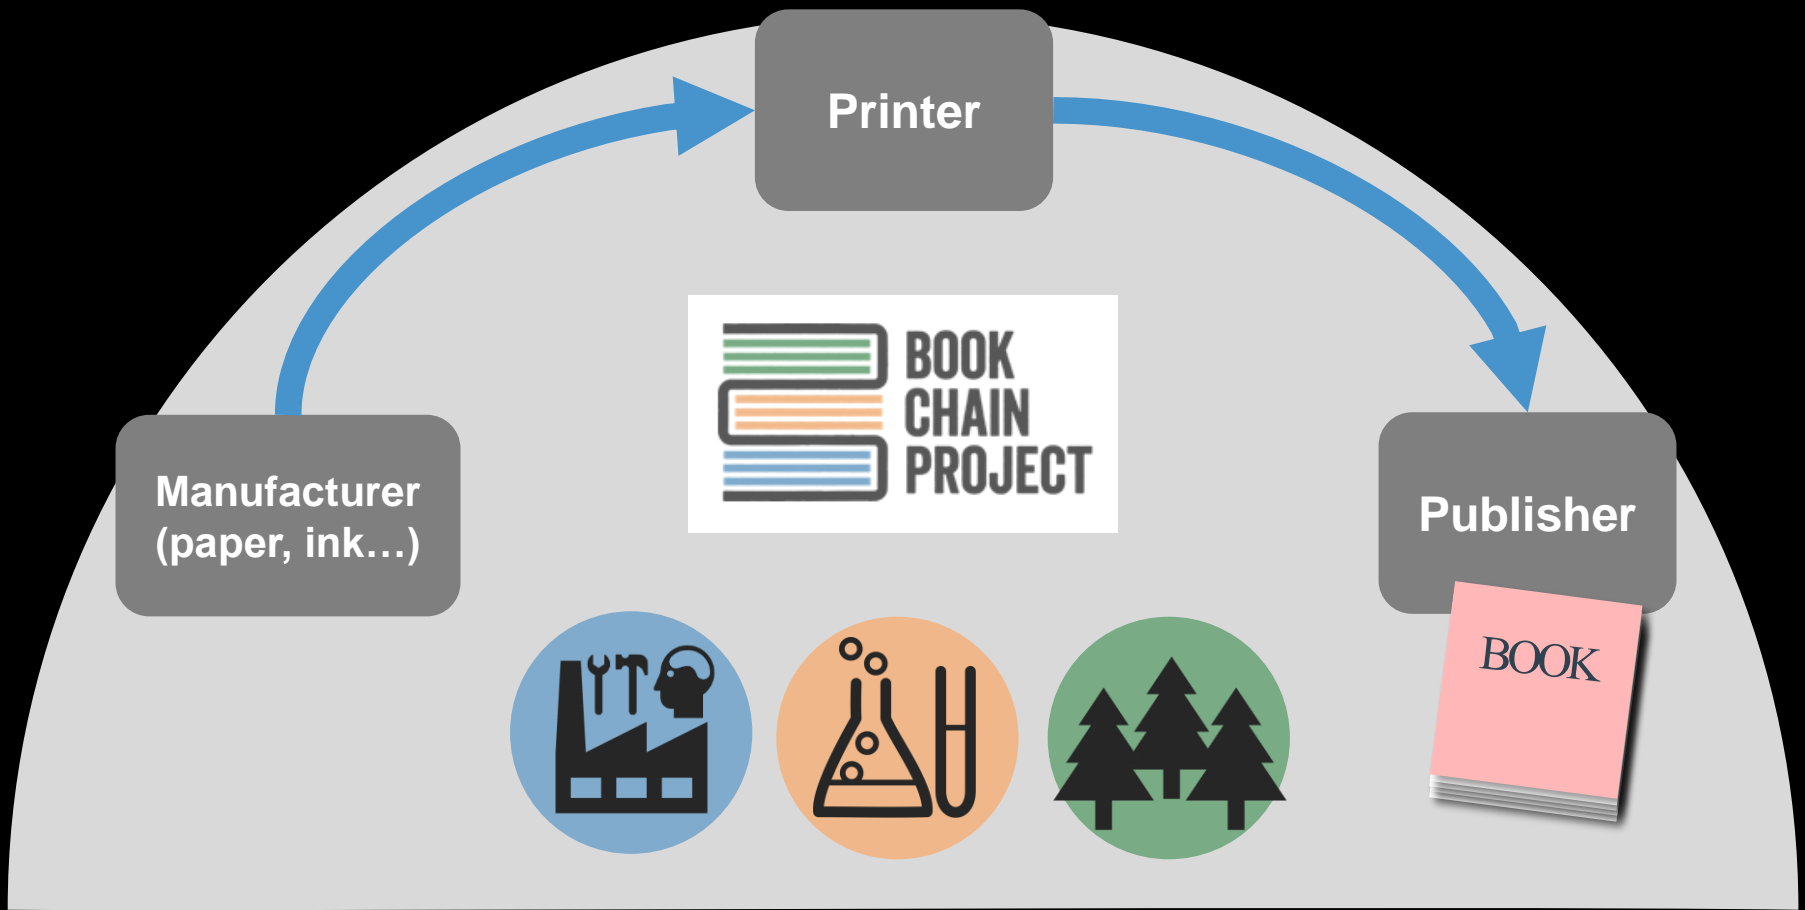 Printer
BOOK
CHAIN
PROJECT
Manufacturer
(paper, ink…)
Publisher
BOOK